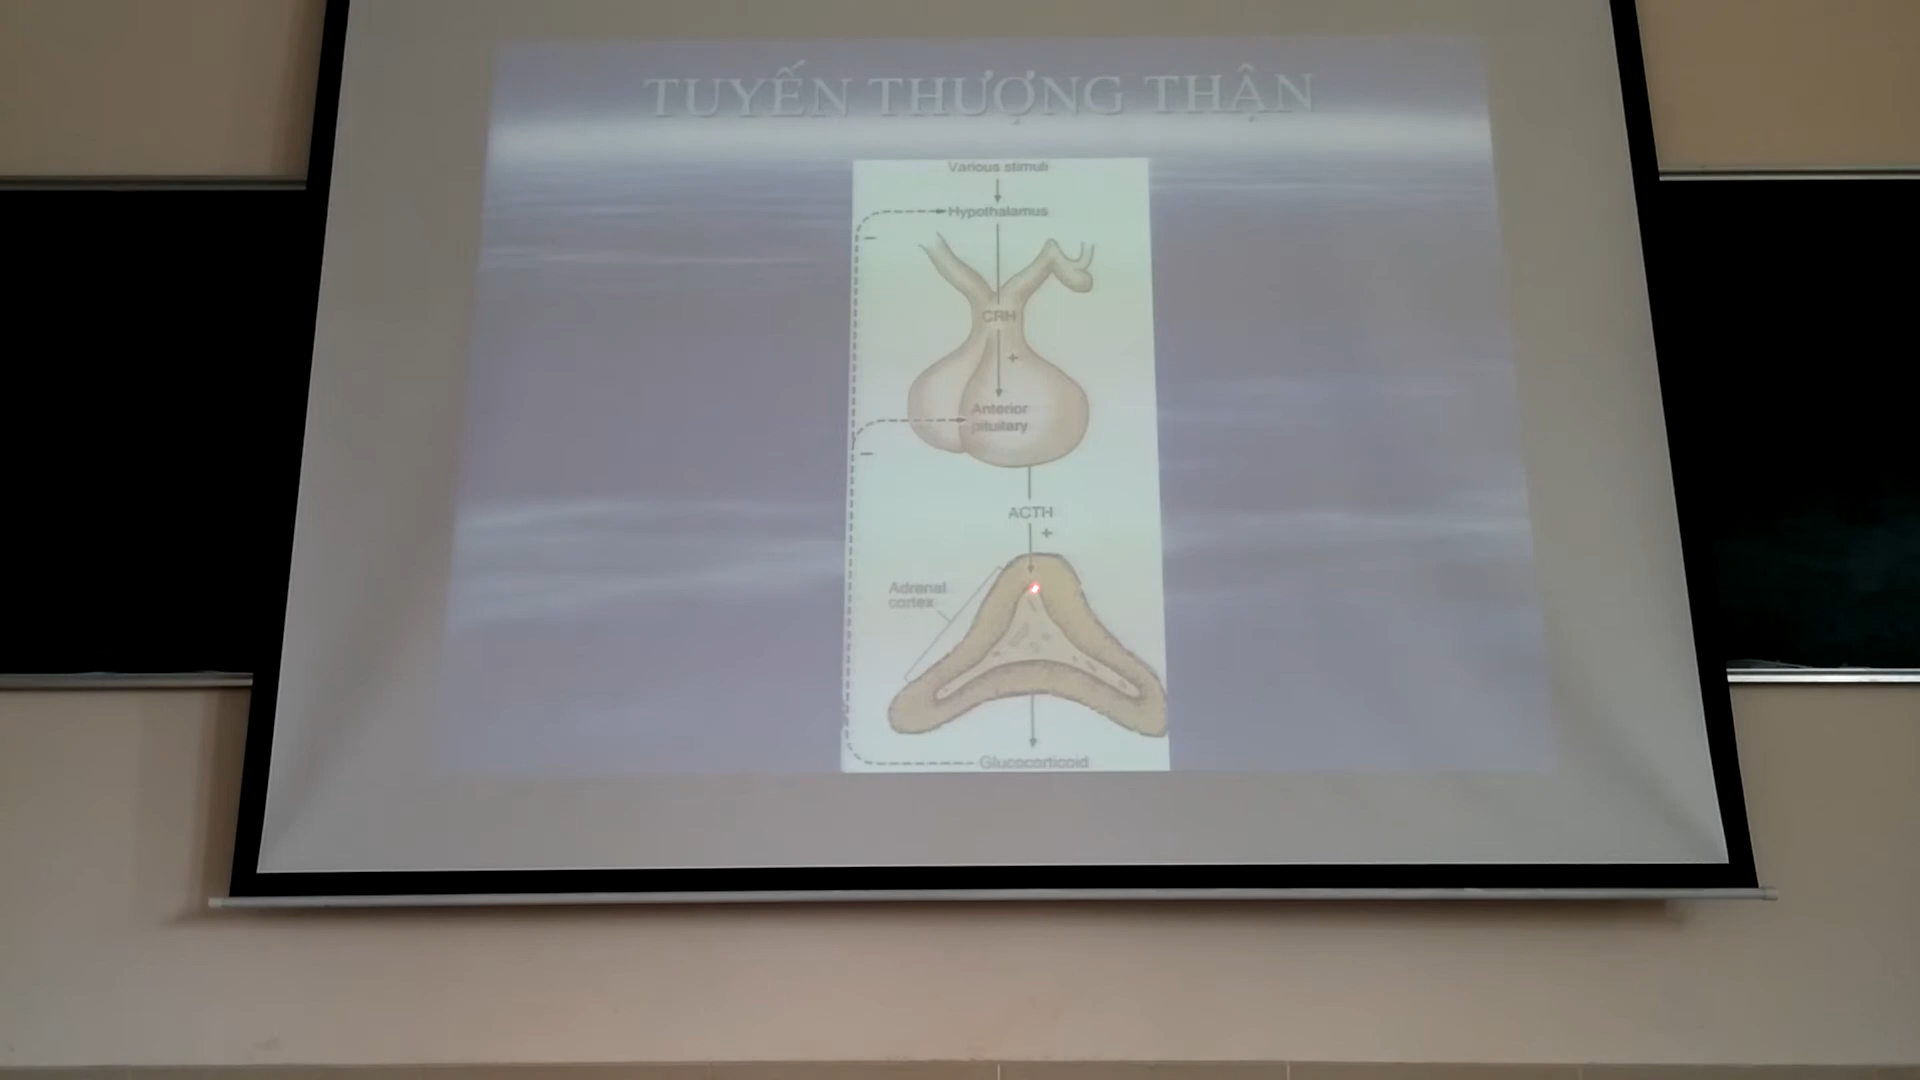 TUYẾN THƯỢNG THẬN
Various stimuli
Hypothalamus
CRH
+
Anterior
pituitary
ACTH
+
Adrenal
cortex
Glucocorticoid